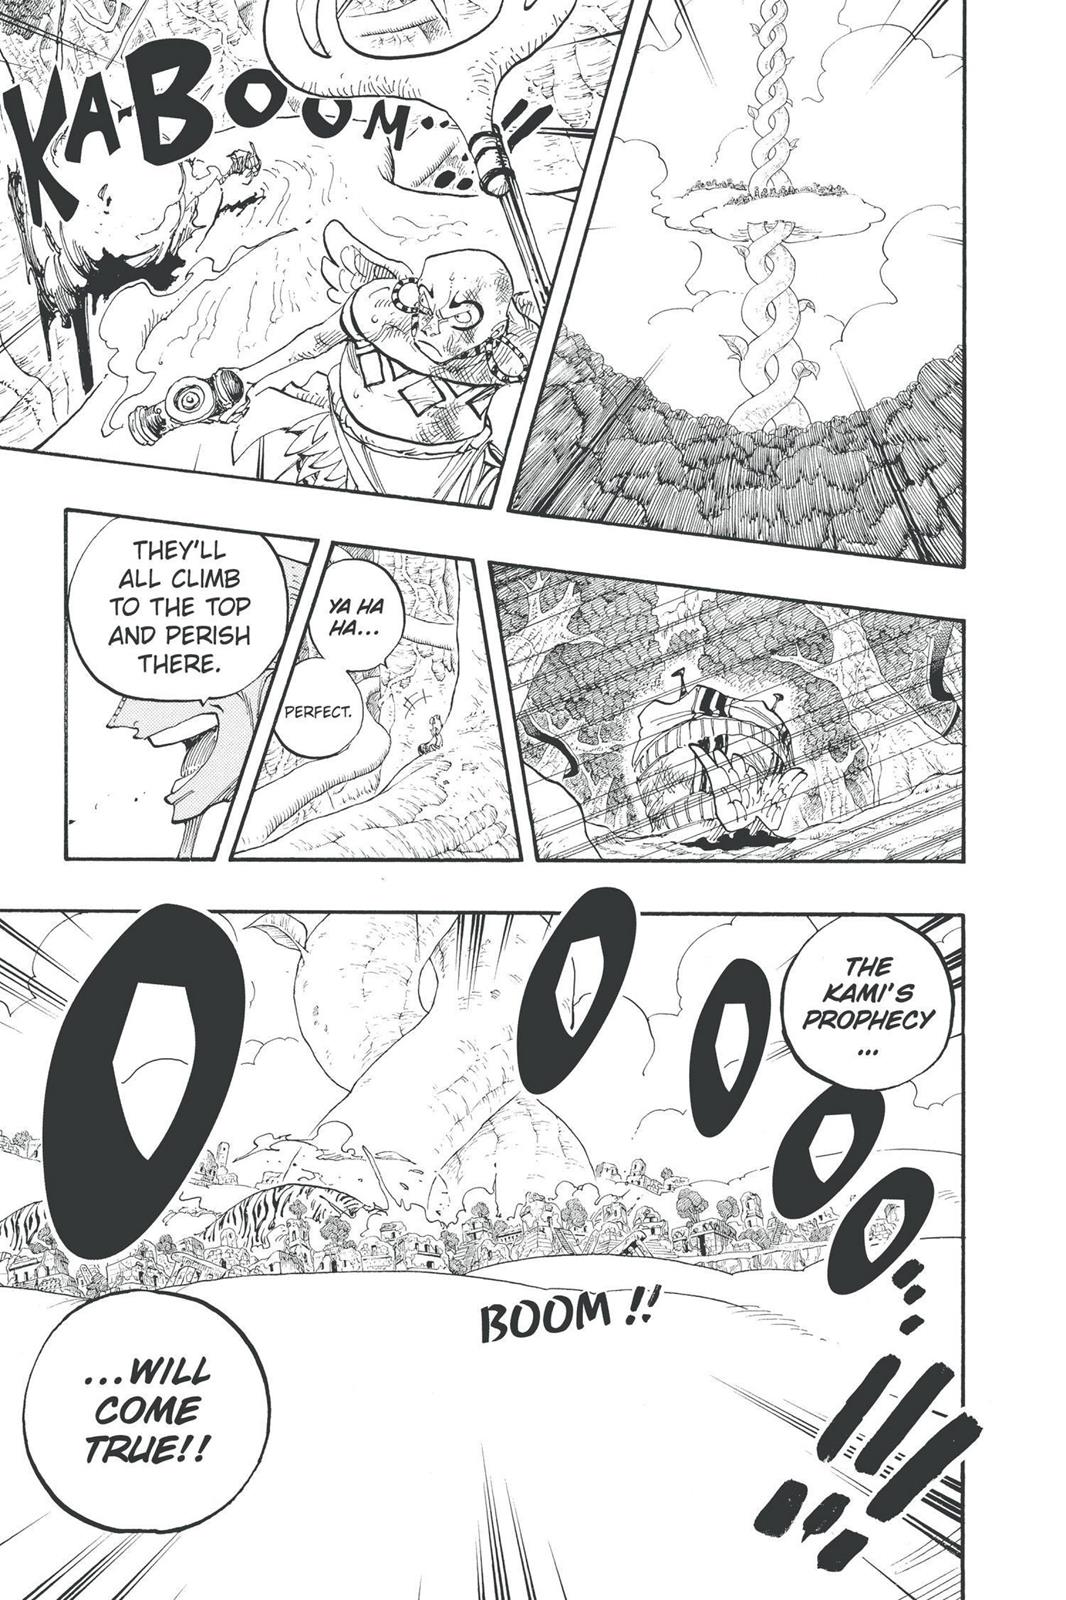 KA-BOOM...
YA HA
HA...
PERFECT.
THEY'LL
ALL CLIMB
TO THE TOP
AND PERISH
THERE.
THE
KAMI'S
PROPHECY
...
OOOOO
!!!
BOOM!!
...WILL
COME
TRUE!!